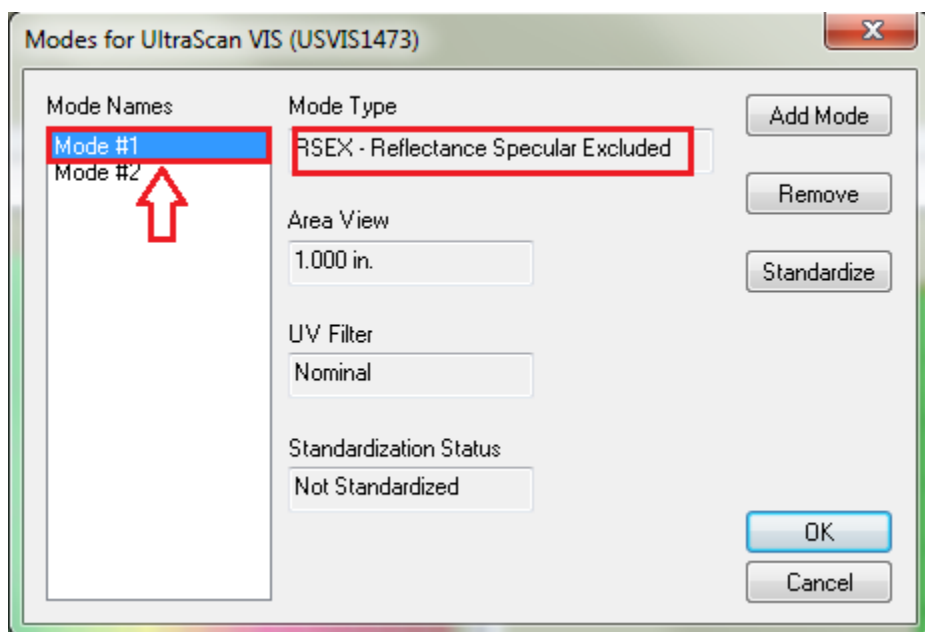 Modes for UltraScan VIS (USVIS1473)
Mode Names
Mode #1
Mode #2
Mode Type
RSEX - Reflectance Specular Excluded
Area View
1.000 in.
UV Filter
Nominal
Standardization Status
Not Standardized
Add Mode
Remove
Standardize
OK
Cancel